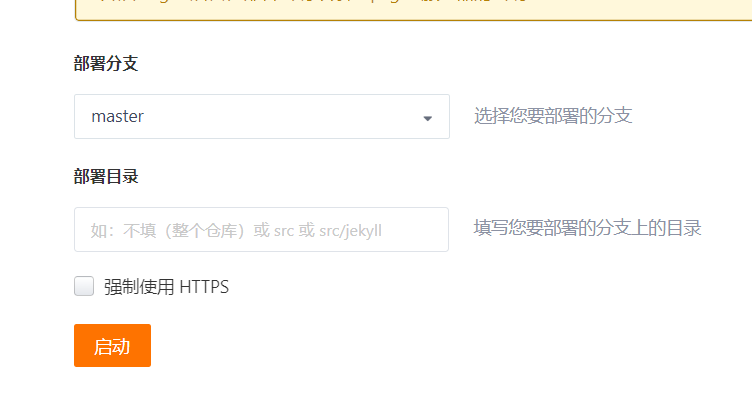 部署分支
master
选择您要部署的分支
部署目录
如：不填（整个仓库）或 src 或 src/jekyll
填写您要部署的分支上的目录
强制使用 HTTPS
启动